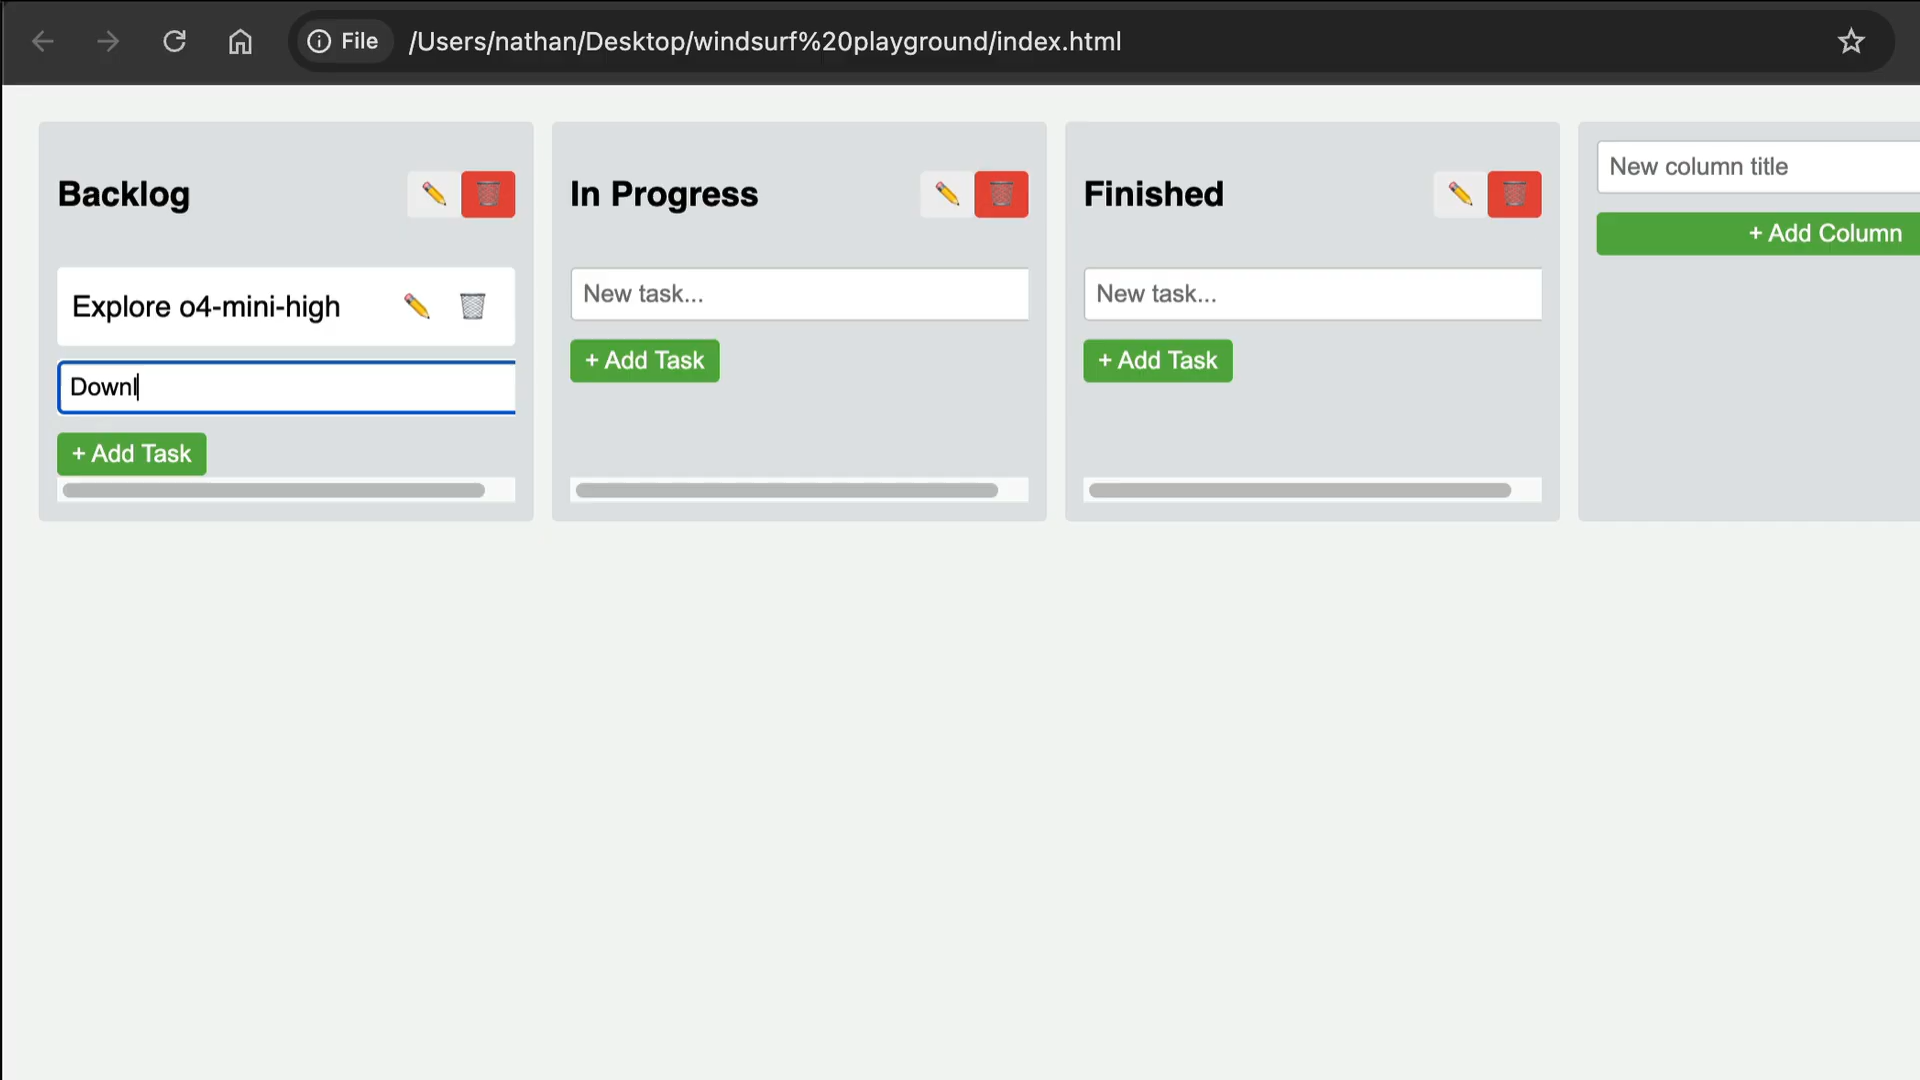 File /Users/nathan/Desktop/windsurf%20playground/index.html
Backlog
Explore o4-mini-high
Downl
+ Add Task
In Progress
New task...
+ Add Task
Finished
New task...
+ Add Task
New column title
+ Add Column